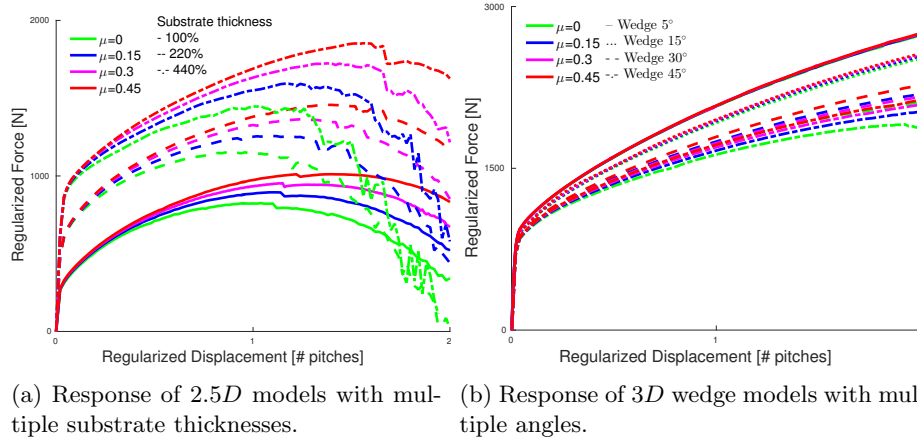 2000
Substrate thickness
μ=0
- 100%
μ=0.15
-- 220%
μ=0.3
-.- 440%
μ=0.45
1000
0
0
1
2
Regularized Force [N]
Regularized Displacement [# pitches]
(a) Response of 2.5D models with mul-
tiple substrate thicknesses.
3000
μ=0
– Wedge 5°
μ=0.15
... Wedge 15°
μ=0.3
- - Wedge 30°
μ=0.45
-.- Wedge 45°
1500
0
0
1
Regularized Force [N]
Regularized Displacement [# pitches]
(b) Response of 3D wedge models with mul
tiple angles.